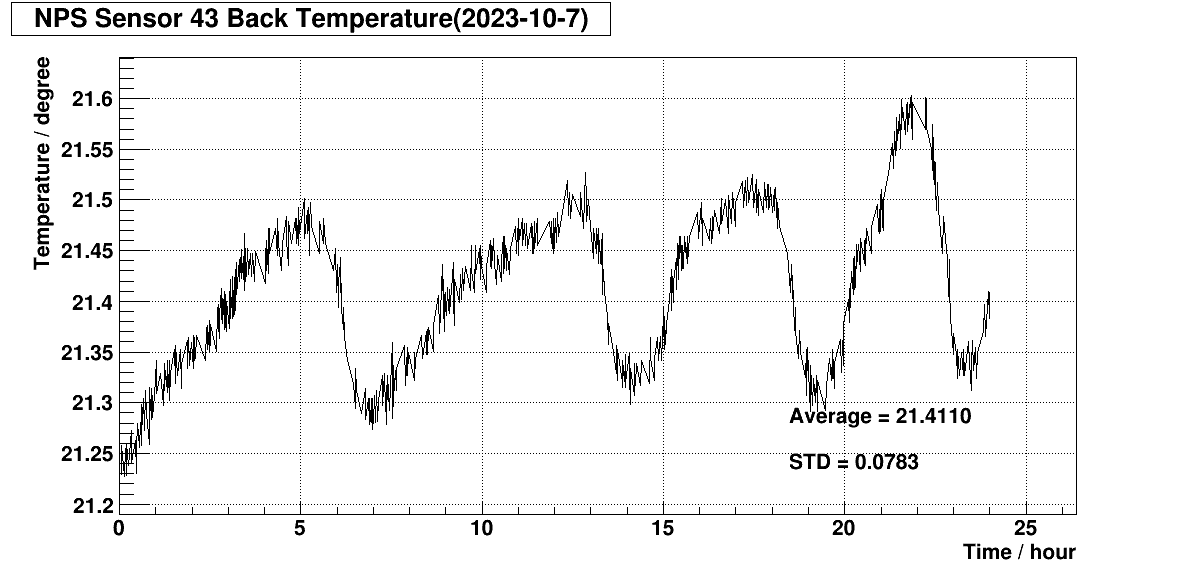 NPS Sensor 43 Back Temperature(2023-10-7)
Temperature / degree
21.6
21.55
21.5
21.45
21.4
21.35
21.3
21.25
21.2
Average = 21.4110
STD = 0.0783
0 5 10 15 20 25
Time / hour